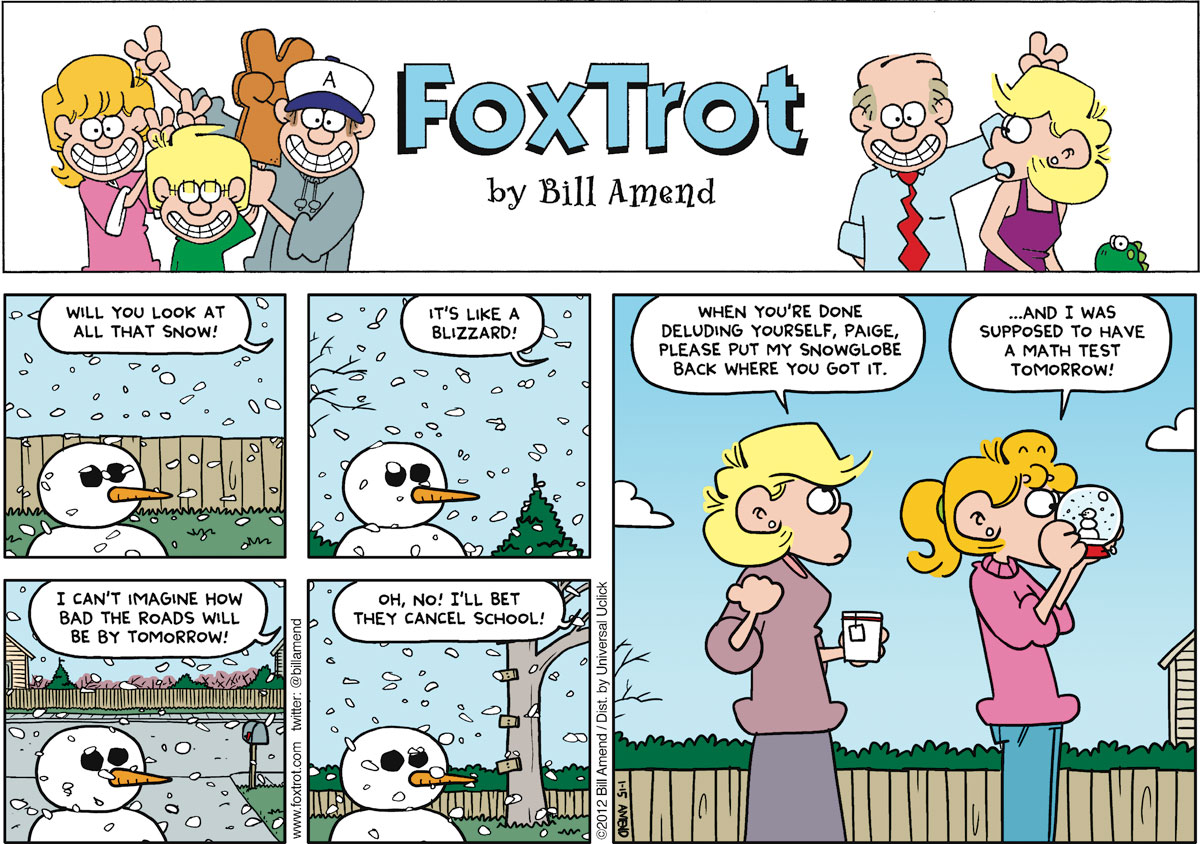 A
FoxTrot
by Bill Amend
WILL YOU LOOK AT
ALL THAT SNOW!
IT'S LIKE A
BLIZZARD!
I CAN'T IMAGINE HOW
BAD THE ROADS WILL
BE BY TOMORROW!
www.foxtrot.com twitter: @billamend
OH, NO! I'LL BET
THEY CANCEL SCHOOL!
©2012 Bill Amend / Dist. by Universal Uclick
WHEN YOU'RE DONE
DELUDING YOURSELF, PAIGE,
PLEASE PUT MY SNOWGLOBE
BACK WHERE YOU GOT IT.
...AND I WAS
SUPPOSED TO HAVE
A MATH TEST
TOMORROW!
1-15 AMEND